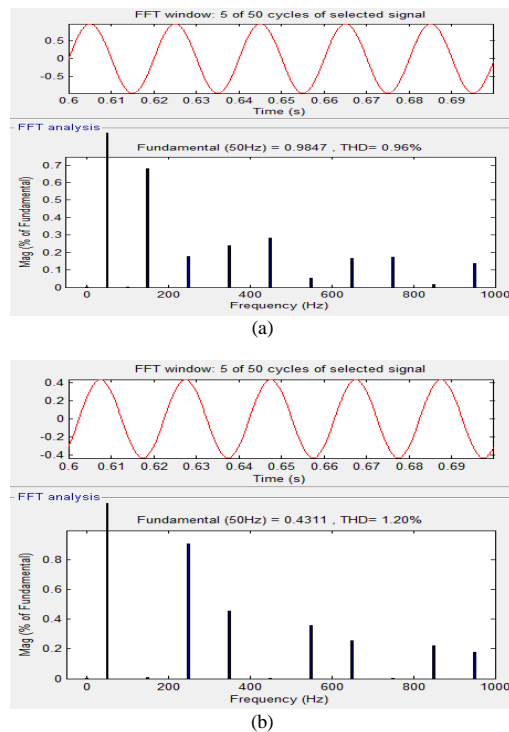 FFT window: 5 of 50 cycles of selected signal
0.5
0
-0.5
0.6 0.61 0.62 0.63 0.64 0.65 0.66 0.67 0.68 0.69
Time (s)
FFT analysis
Fundamental (50Hz) = 0.9847 , THD= 0.96%
Mag (% of Fundamental)
0.7
0.6
0.5
0.4
0.3
0.2
0.1
0
0 200 400 600 800 1000
Frequency (Hz)
(a)
FFT window: 5 of 50 cycles of selected signal
0.4
0.2
0
-0.2
-0.4
0.6 0.61 0.62 0.63 0.64 0.65 0.66 0.67 0.68 0.69
Time (s)
FFT analysis
Fundamental (50Hz) = 0.4311 , THD= 1.20%
Mag (% of Fundamental)
0.8
0.6
0.4
0.2
0
0 200 400 600 800 1000
Frequency (Hz)
(b)